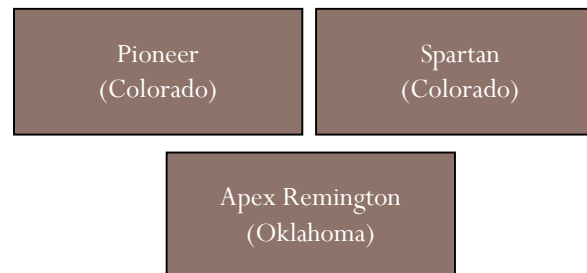 Pioneer
(Colorado)
Spartan
(Colorado)
Apex Remington
(Oklahoma)